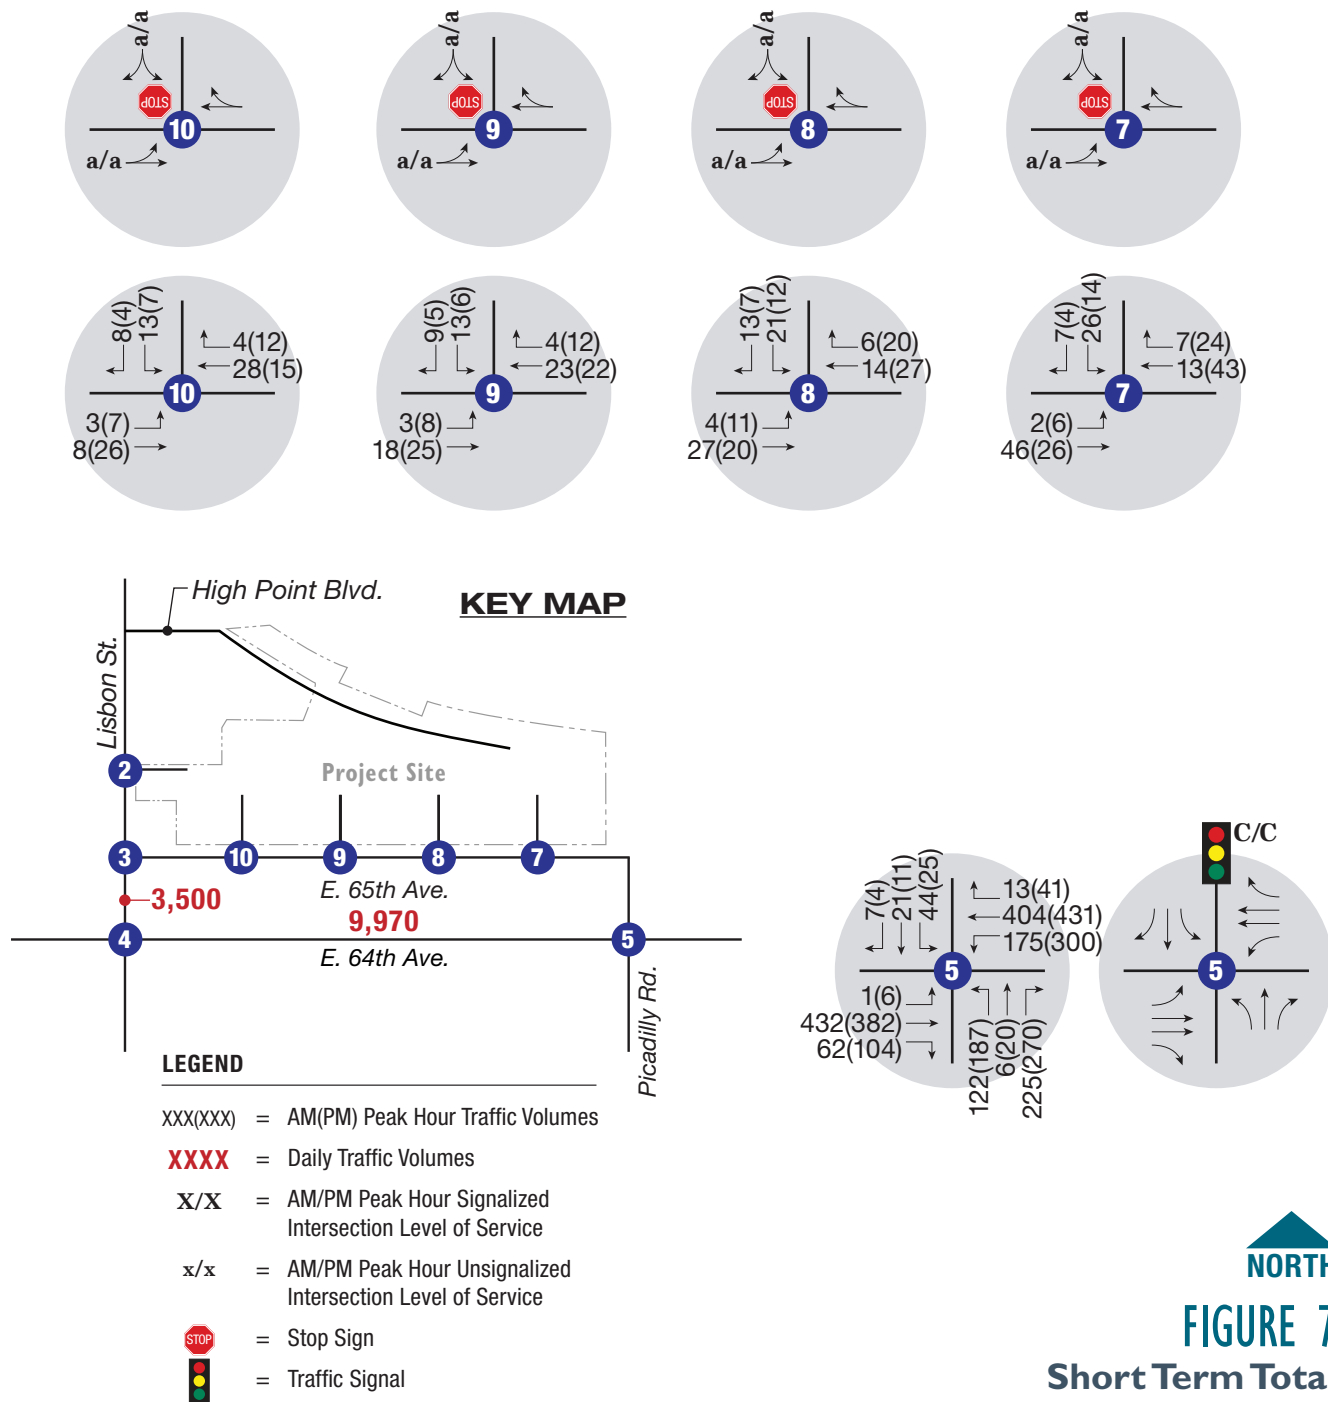 a/a
a/a
a/a
a/a
STOP
STOP
STOP
STOP
10
9
8
7
a/a
a/a
a/a
a/a
8(4)
13(7)
4(12)
28(15)
10
3(7)
8(26)
9(5)
13(6)
4(12)
23(22)
9
3(8)
18(25)
13(7)
21(12)
6(20)
14(27)
8
4(11)
27(20)
7(4)
26(14)
7(24)
13(43)
7
2(6)
46(26)
High Point Blvd.
KEY MAP
Lisbon St.
2
Project Site
3
10
9
8
7
E. 65th Ave.
3,500
9,970
4
5
E. 64th Ave.
Picadilly Rd.
7(4)
21(11)
44(25)
13(41)
404(431)
175(300)
5
1(6)
432(382)
62(104)
122(187)
6(20)
225(270)
C/C
5
LEGEND
XXX(XXX) = AM(PM) Peak Hour Traffic Volumes
XXXX = Daily Traffic Volumes
X/X = AM/PM Peak Hour Signalized
Intersection Level of Service
x/x = AM/PM Peak Hour Unsignalized
Intersection Level of Service
STOP = Stop Sign
= Traffic Signal
NORTH
FIGURE 7
Short Term Tota